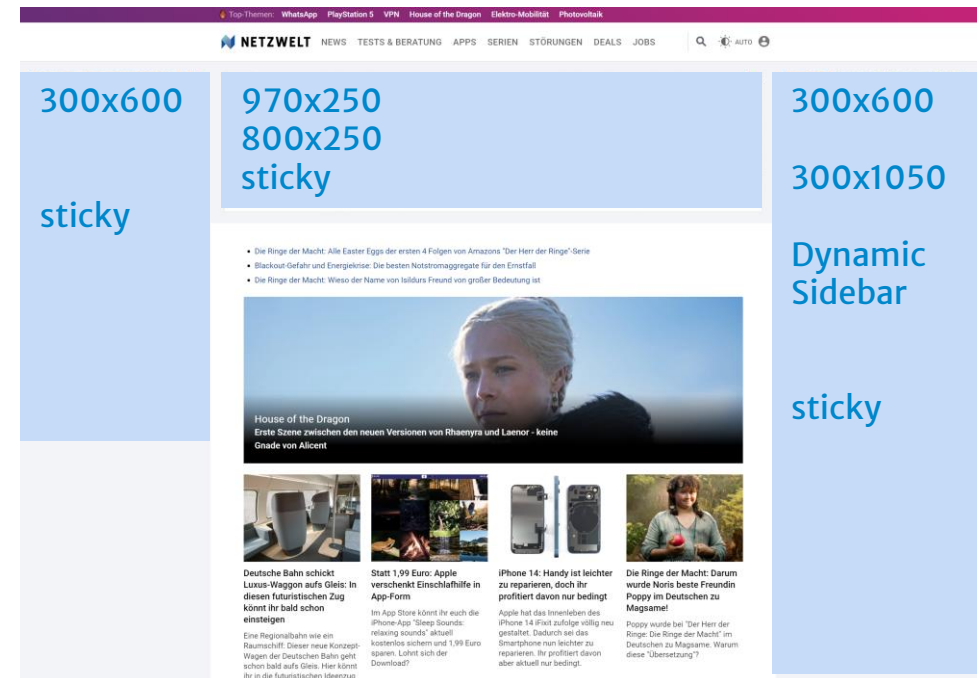 Top-Themen: WhatsApp PlayStation 5 VPN House of the Dragon Elektro-Mobilität Photovoltaik
NETZWELT NEWS TESTS & BERATUNG APPS SERIEN STÖRUNGEN DEALS JOBS AUTO
300x600
sticky
970x250
800x250
sticky
300x600
300x1050
Dynamic
Sidebar
sticky
Die Ringe der Macht: Alle Easter Eggs der ersten 4 Folgen von Amazons "Der Herr der Ringe"-Serie
Blackout-Gefahr und Energiekrise: Die besten Notstromaggregate für den Ernstfall
Die Ringe der Macht: Wieso der Name von Isildurs Freund von großer Bedeutung ist
House of the Dragon
Erste Szene zwischen den neuen Versionen von Rhaenyra und Laenor - keine
Gnade von Alicent
Deutsche Bahn schickt
Luxus-Waggon aufs Gleis: In
diesen futuristischen Zug
könnt ihr bald schon
einsteigen
Eine Regionalbahn wie ein
Raumschiff: Dieser neue Konzept-
Wagen der Deutschen Bahn geht
schon bald aufs Gleis. Hier könnt
ihr in die futuristischen Ideenzug
Statt 1,99 Euro: Apple
verschenkt Einschlafhilfe in
App-Form
Im App Store könnt ihr euch die
iPhone-App "Sleep Sounds:
relaxing sounds" aktuell
kostenlos sichern und 1,99 Euro
sparen. Lohnt sich der
Download?
iPhone 14: Handy ist leichter
zu reparieren, doch ihr
profitiert davon nur bedingt
Apple hat das Innenleben des
iPhone 14 iFixit zufolge völlig neu
gestaltet. Dadurch sei das
Smartphone nun leichter zu
reparieren. Ihr profitiert davon
aber aktuell nur bedingt.
Die Ringe der Macht: Darum
wurde Noris beste Freundin
Poppy im Deutschen zu
Magsame!
Poppy wurde bei "Der Herr der
Ringe: Die Ringe der Macht" im
Deutschen zu Magsame. Warum
diese "Übersetzung"?